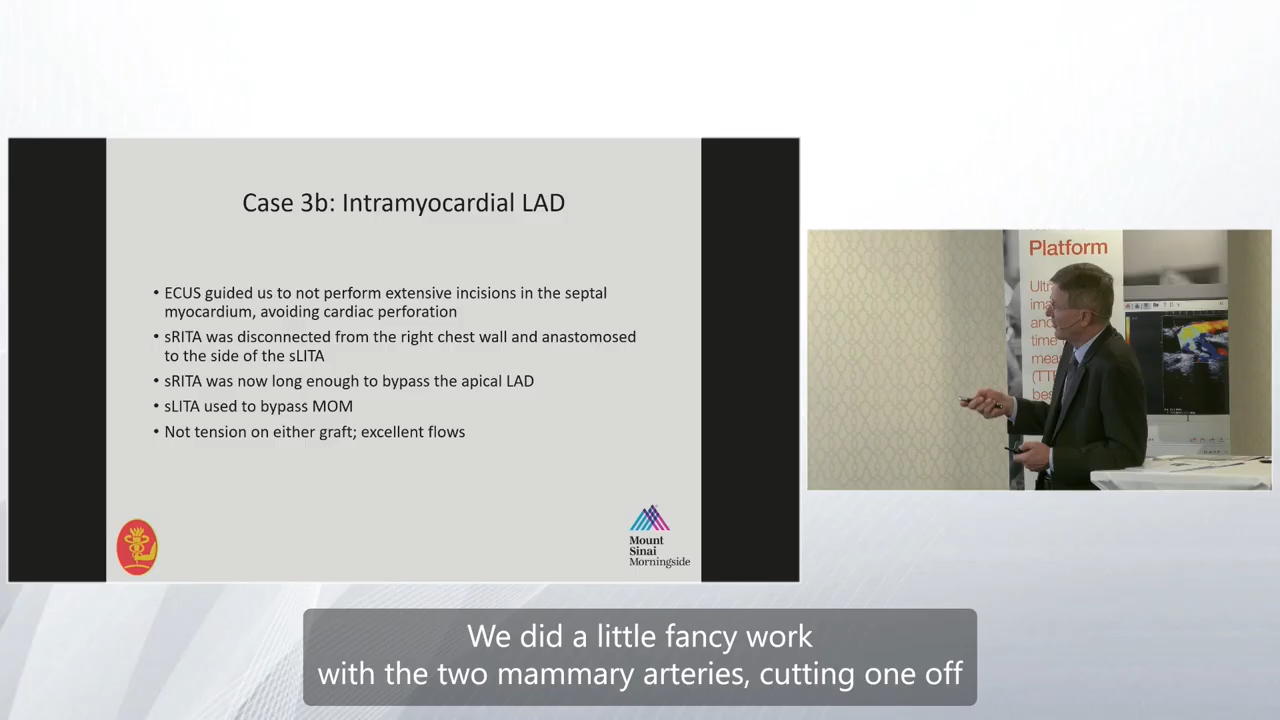 Case 3b: Intramyocardial LAD
• ECUS guided us to not perform extensive incisions in the septal
myocardium, avoiding cardiac perforation
• sRITA was disconnected from the right chest wall and anastomosed
to the side of the sLITA
• sRITA was now long enough to bypass the apical LAD
• sLITA used to bypass MOM
• Not tension on either graft; excellent flows
Mount
Sinai
Morningside
Platform
We did a little fancy work
with the two mammary arteries, cutting one off